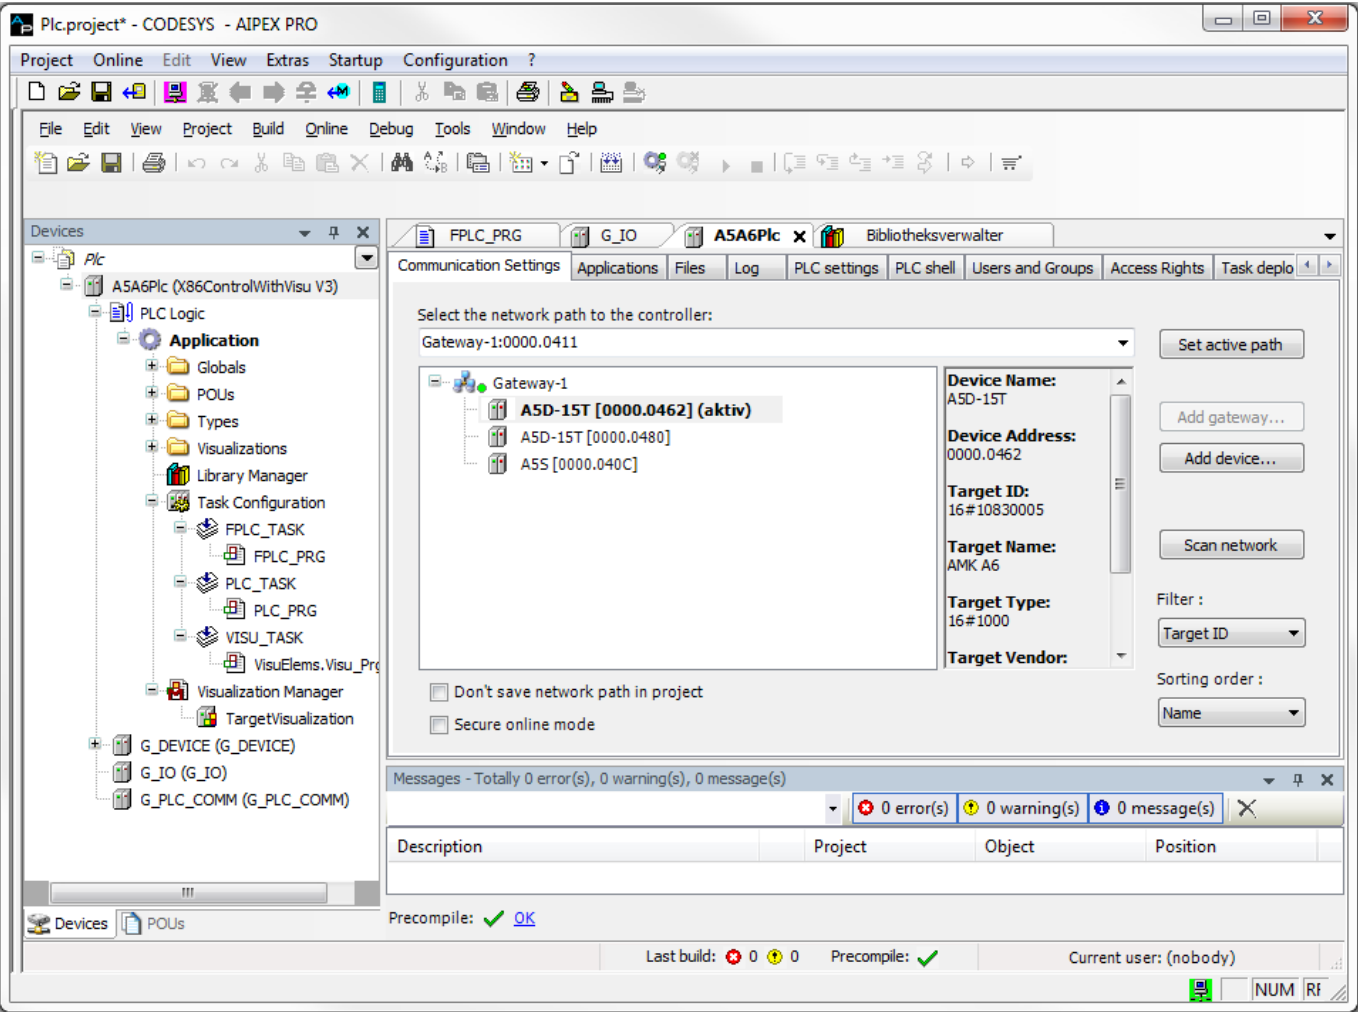 Plc.project* - CODESYS - AIPEX PRO
Project Online Edit View Extras Startup Configuration ?
File Edit View Project Build Online Debug Tools Window Help
Devices
Plc
A5A6Plc (X86ControlWithVisu V3)
PLC Logic
Application
Globals
POUs
Types
Visualizations
Library Manager
Task Configuration
FPLC_TASK
FPLC_PRG
PLC_TASK
PLC_PRG
VISU_TASK
VisuElems.Visu_Prg
Visualization Manager
TargetVisualization
G_DEVICE (G_DEVICE)
G_IO (G_IO)
G_PLC_COMM (G_PLC_COMM)
Devices POUs
FPLC_PRG G_IO A5A6Plc Bibliotheksverwalter
Communication Settings Applications Files Log PLC settings PLC shell Users and Groups Access Rights Task deplo
Select the network path to the controller:
Gateway-1:0000.0411
Set active path
Gateway-1
A5D-15T [0000.0462] (aktiv)
A5D-15T [0000.0480]
A5S [0000.040C]
Device Name:
A5D-15T
Device Address:
0000.0462
Target ID:
16#10830005
Target Name:
AMK A6
Target Type:
16#1000
Target Vendor:
Add gateway...
Add device...
Scan network
Filter :
Target ID
Sorting order :
Name
Don't save network path in project
Secure online mode
Messages - Totally 0 error(s), 0 warning(s), 0 message(s)
0 error(s) 0 warning(s) 0 message(s)
Description Project Object Position
Precompile: OK
Last build: 0 0 Precompile: Current user: (nobody)
NUM RF